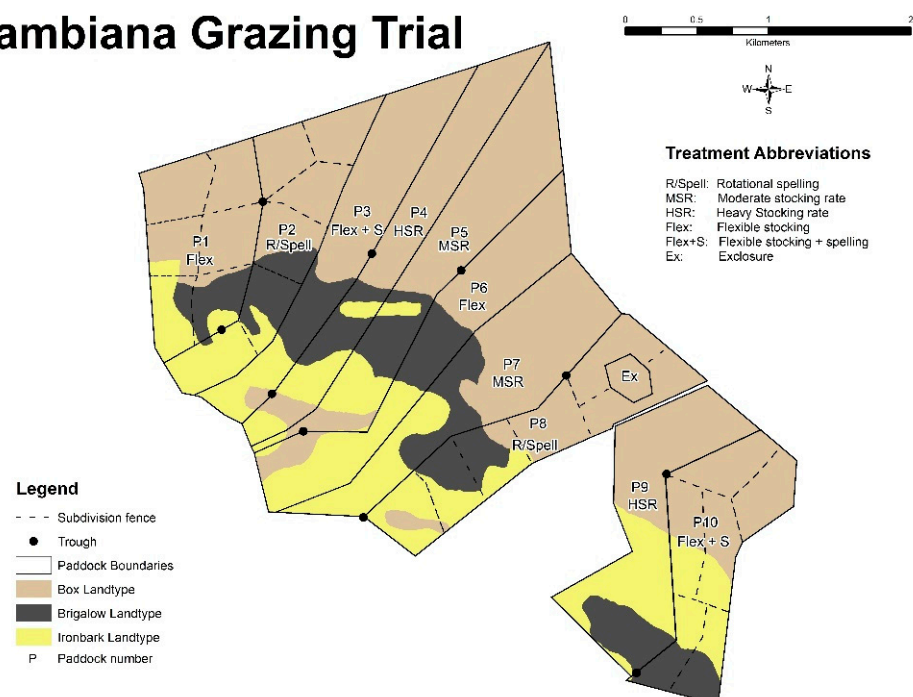 ambiana Grazing Trial
0 0.5 1 2
Kilometers
N
W E
S
Treatment Abbreviations
R/Spell: Rotational spelling
MSR: Moderate stocking rate
HSR: Heavy Stocking rate
Flex: Flexible stocking
Flex+S: Flexible stocking + spelling
Ex: Exclosure
P1
Flex
P2
R/Spell
P3
Flex + S
P4
HSR
P5
MSR
P6
Flex
P7
MSR
P8
R/Spell
Ex
P9
HSR
P10
Flex + S
Legend
Subdivision fence
Trough
Paddock Boundaries
Box Landtype
Brigalow Landtype
Ironbark Landtype
P Paddock number